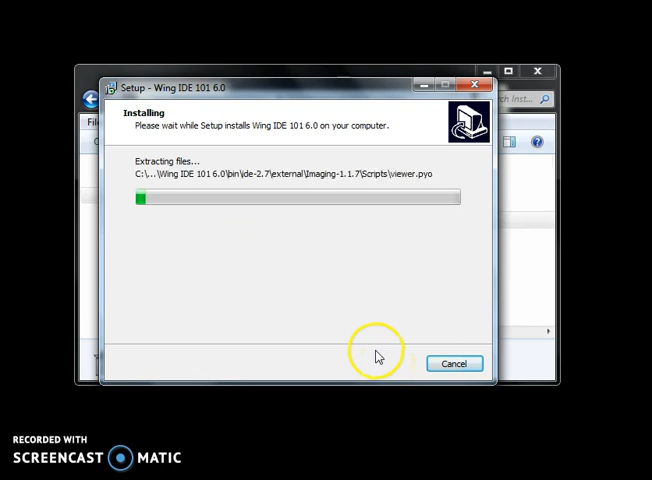 Setup - Wing IDE 101 6.0
ch Inst...
Installing
Please wait while Setup installs Wing IDE 101 6.0 on your computer.
Extracting files...
C:\...\Wing IDE 101 6.0\bin\ide-2.7\external\Imaging-1.1.7\Scripts\viewer.pyo
Cancel
RECORDED WITH
SCREENCAST MATIC